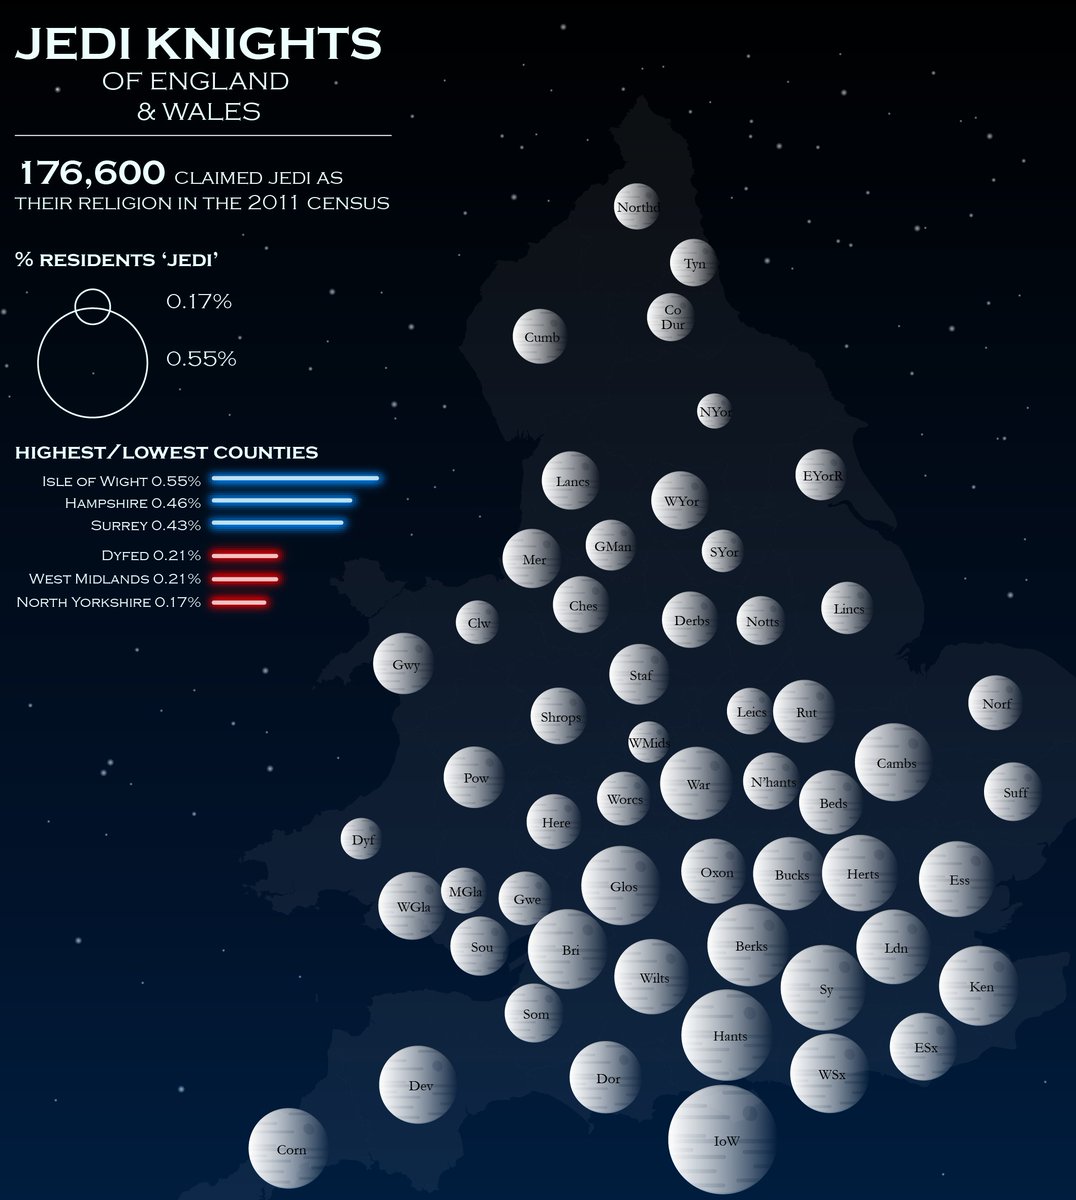 JEDI KNIGHTS
OF ENGLAND
& WALES
176,600 CLAIMED JEDI AS
THEIR RELIGION IN THE 2011 CENSUS
% RESIDENTS ‘JEDI’
0.17%
0.55%
HIGHEST/LOWEST COUNTIES
ISLE OF WIGHT 0.55%
HAMPSHIRE 0.46%
SURREY 0.43%
DYFED 0.21%
WEST MIDLANDS 0.21%
NORTH YORKSHIRE 0.17%
Northd
Tyn
Co
Dur
Cumb
NYor
Lancs
EYorR
WYor
GMan
SYor
Mer
Ches
Clw
Derbs
Notts
Lincs
Gwy
Staf
Shrops
Leics
Rut
Norf
WMids
Cambs
Pow
War
N'hants
Worcs
Beds
Suff
Here
Dyf
Oxon
Bucks
Herts
Ess
MGla
Glos
WGla
Gwe
Sou
Bri
Berks
Ldn
Wilts
Sy
Ken
Som
Hants
ESx
Dor
WSx
Dev
IoW
Corn